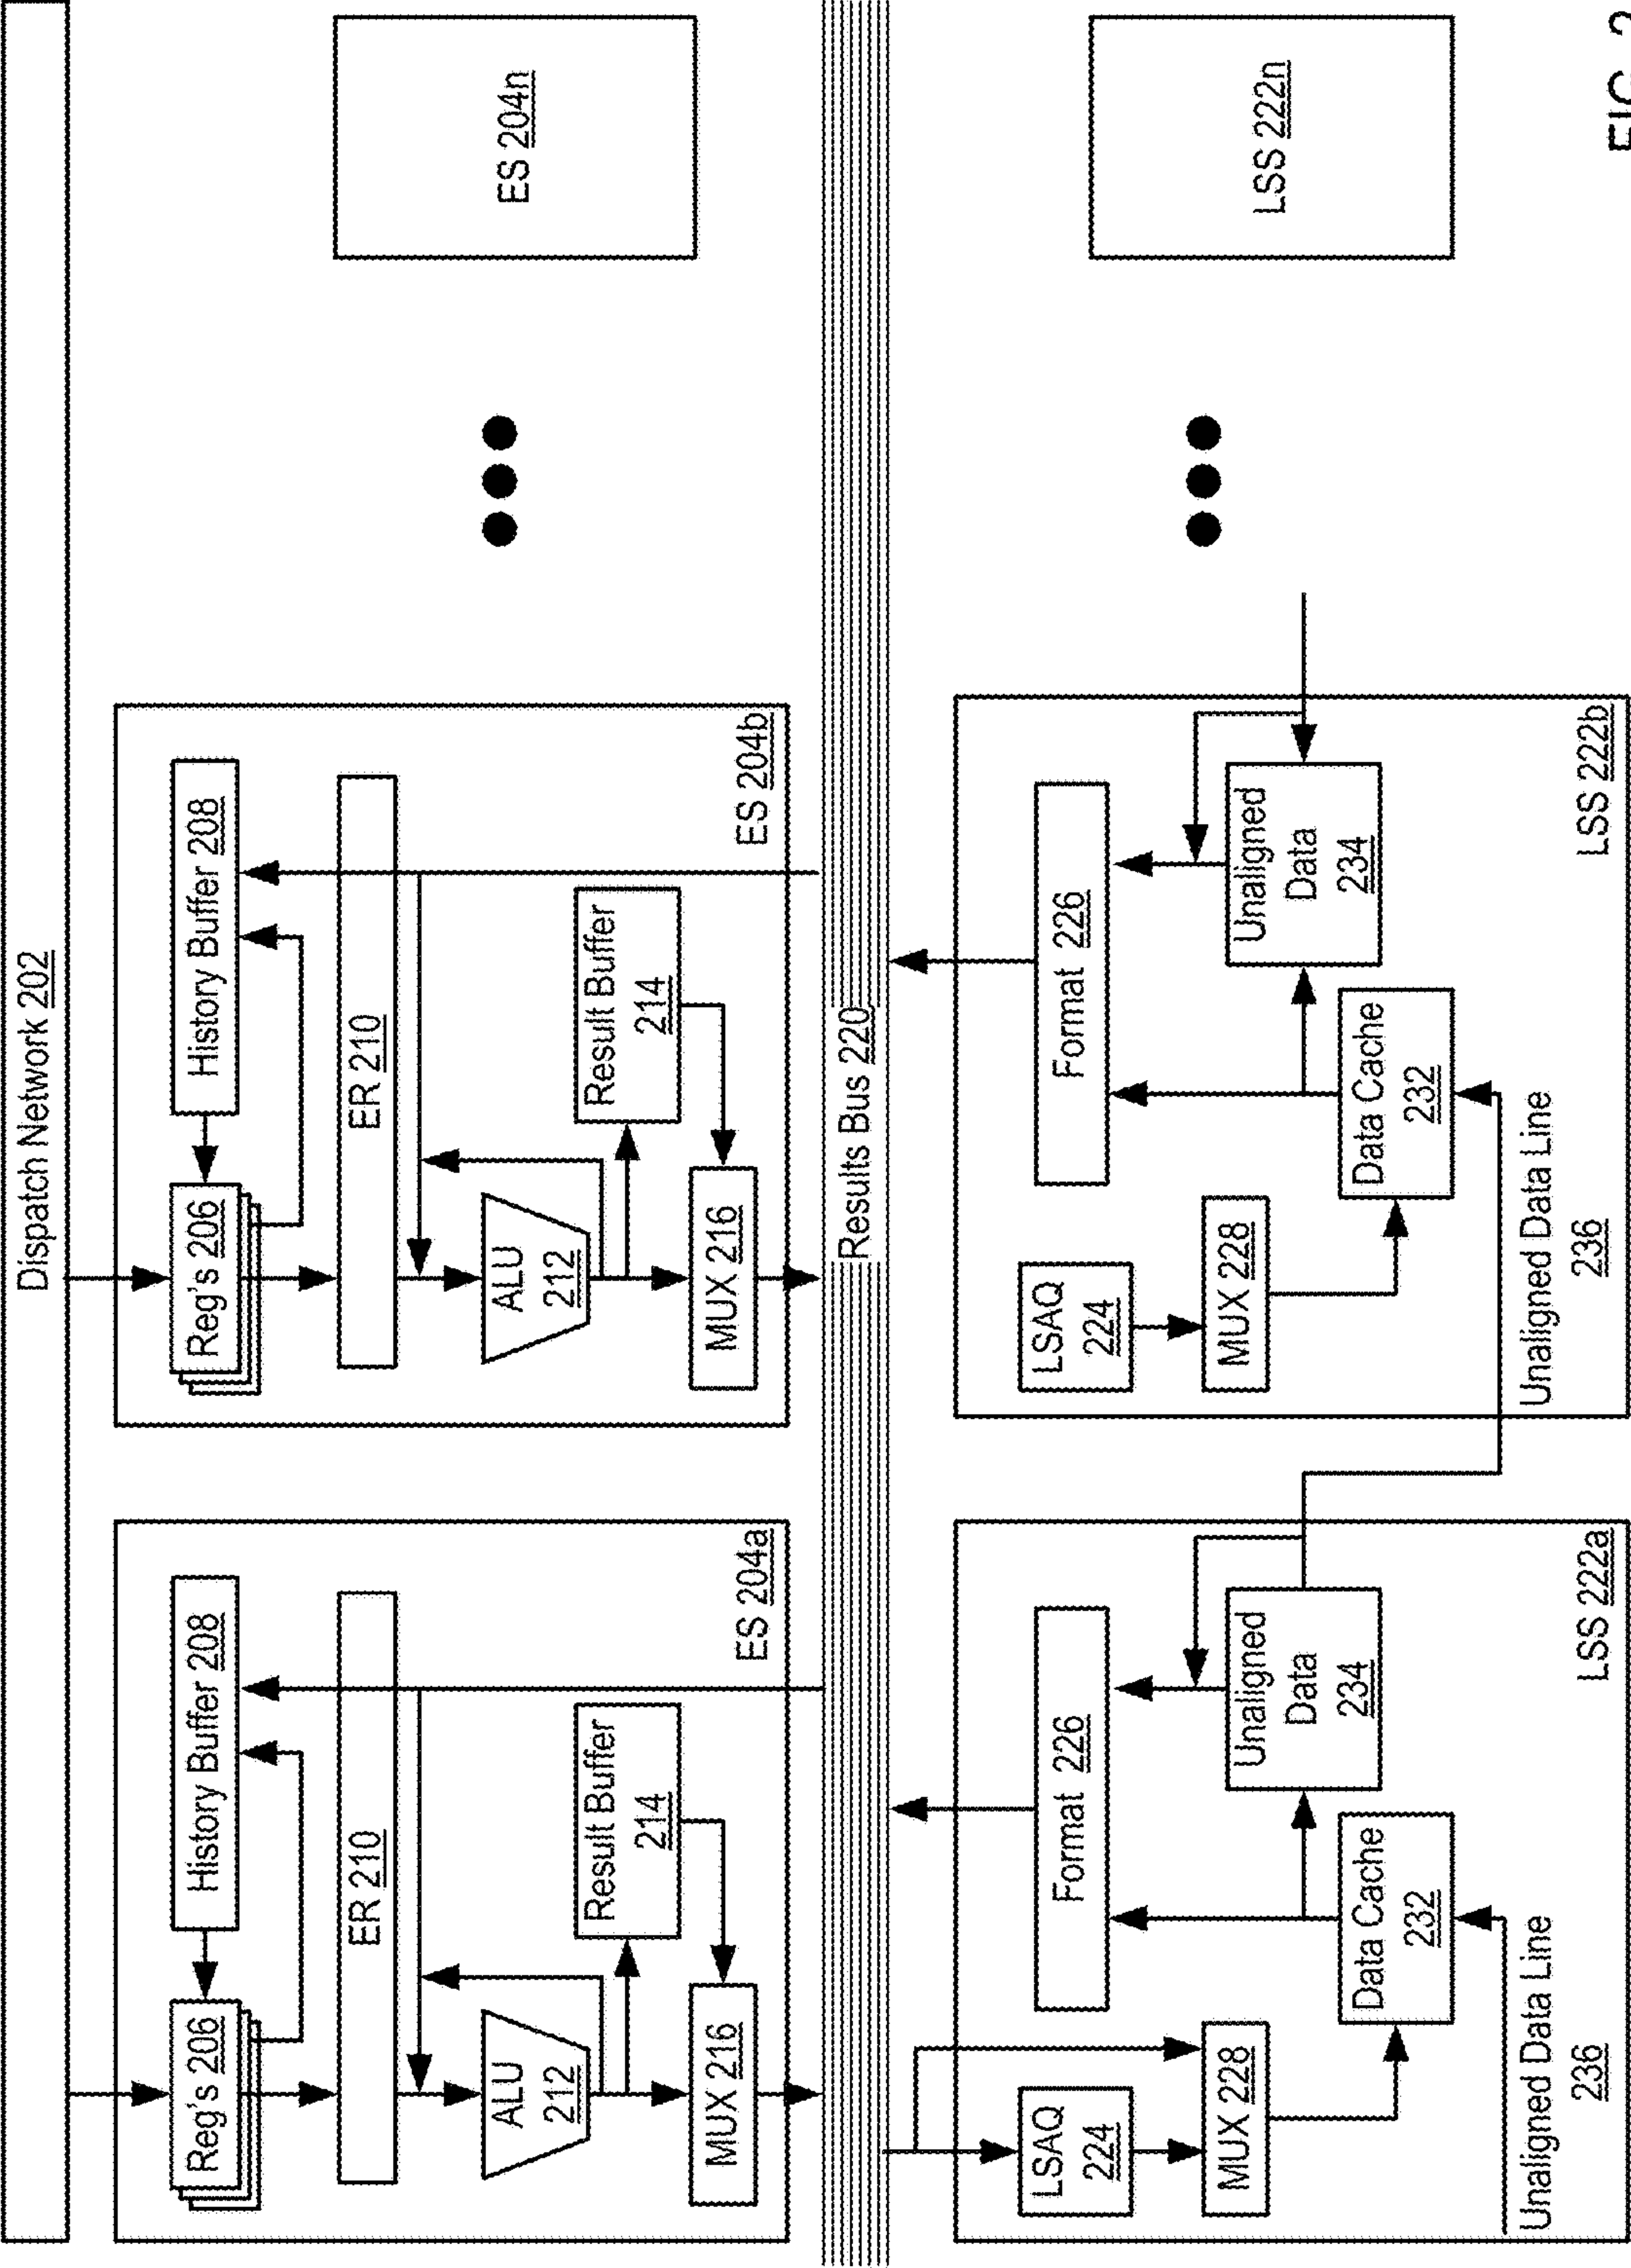 Dispatch Network 202
Reg's 206
History Buffer 208
ER 210
ALU
212
Result Buffer
214
MUX 216
ES 204a
Reg's 206
History Buffer 208
ER 210
ALU
212
Result Buffer
214
MUX 216
ES 204b
ES 204n
Results Bus 220
LSAQ
224
MUX 228
Format 226
Data Cache
232
Unaligned
Data
234
Unaligned Data Line
236
LSS 222a
LSAQ
224
MUX 228
Format 226
Data Cache
232
Unaligned
Data
234
Unaligned Data Line
236
LSS 222b
LSS 222n
FIG. 2